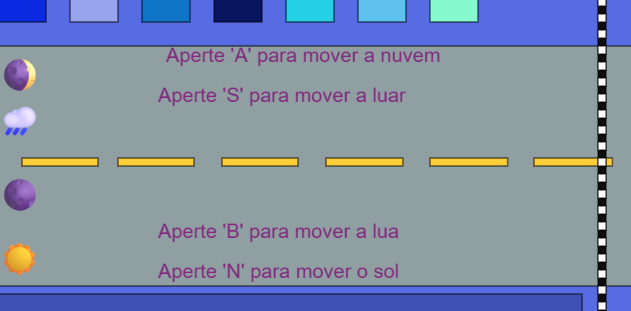 Aperte 'A' para mover a nuvem
Aperte 'S' para mover a luar
Aperte 'B' para mover a lua
Aperte 'N' para mover o sol